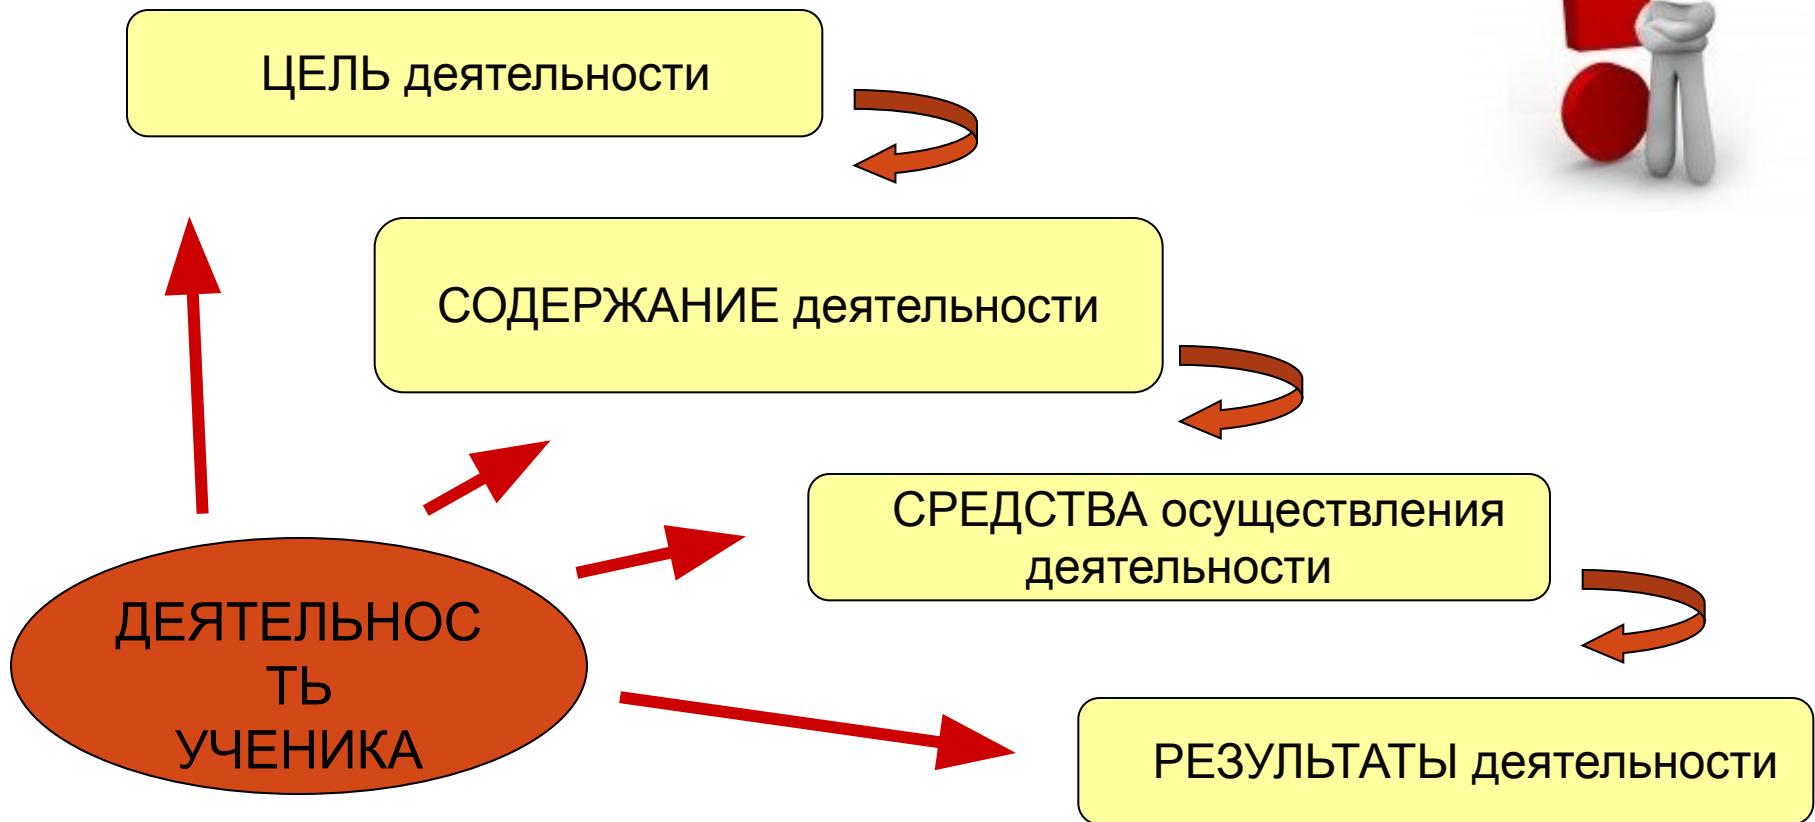 ЦЕЛЬ деятельности
СОДЕРЖАНИЕ деятельности
СРЕДСТВА осуществления
деятельности
ДЕЯТЕЛЬНОС
ТЬ
УЧЕНИКА
РЕЗУЛЬТАТЫ деятельности